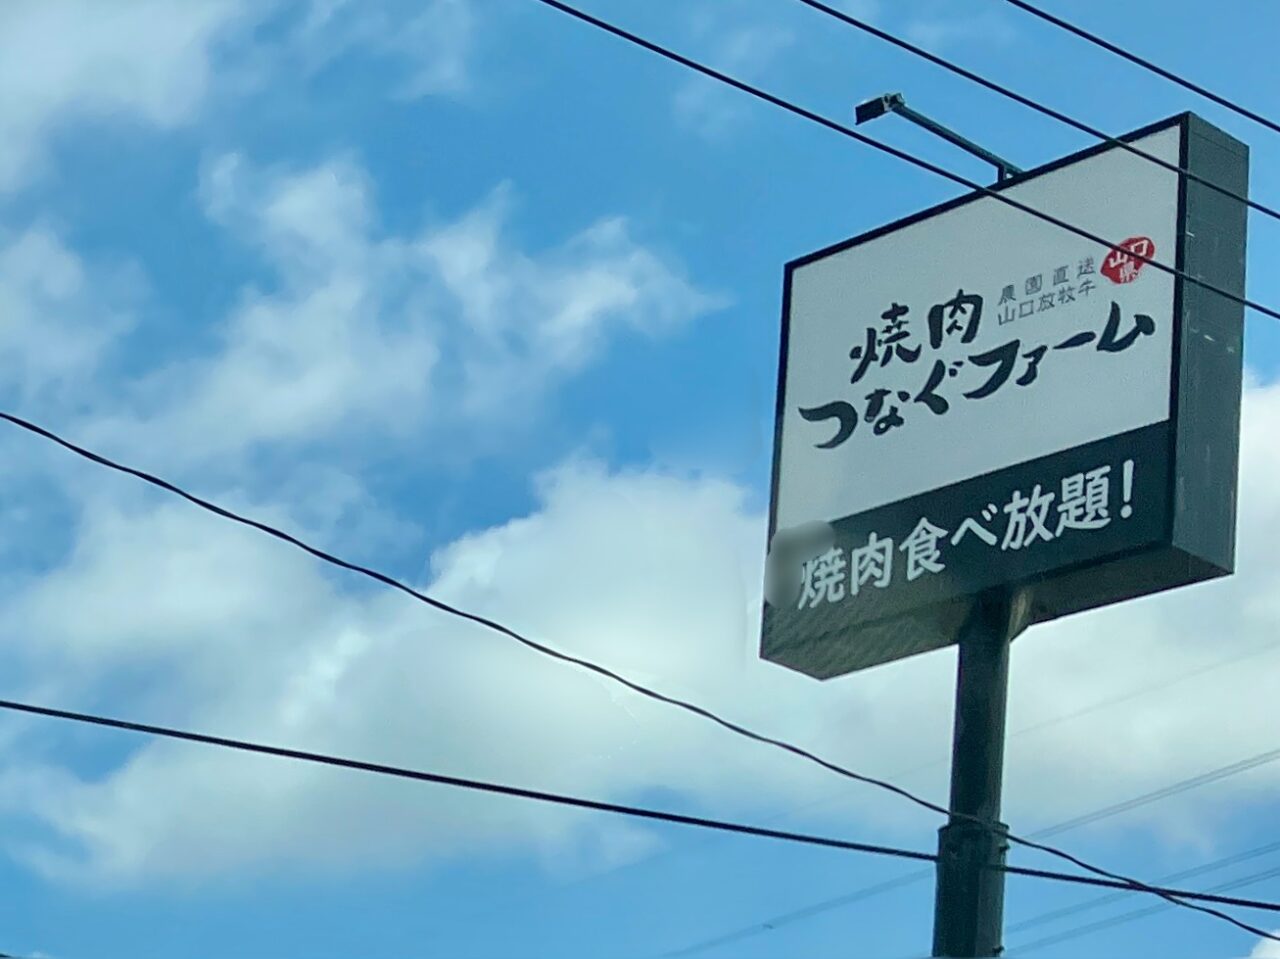 農園直送
山口放牧牛
山口県
焼肉
つなぐファーム
焼肉食べ放題!